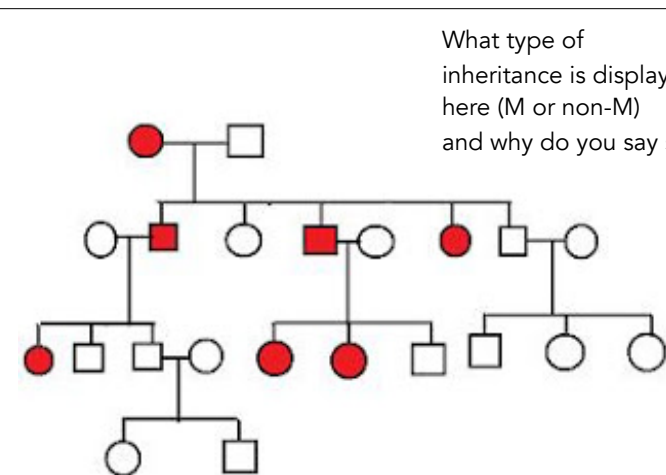 What type of
inheritance is display
here (M or non-M)
and why do you say